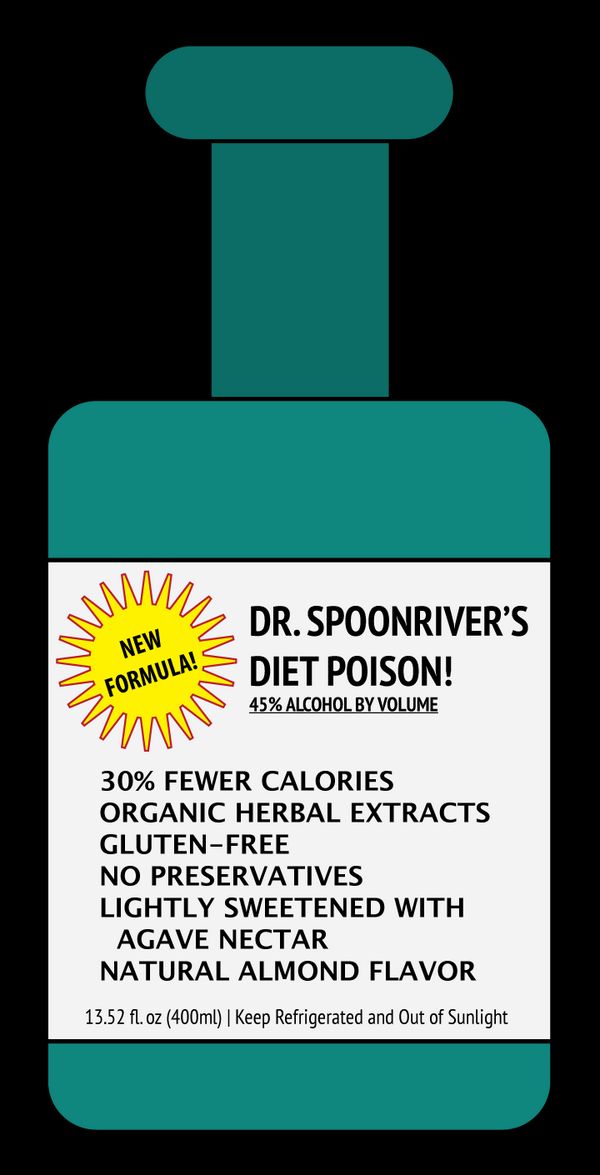 NEW
FORMULA!
DR. SPOONRIVER’S
DIET POISON!
45% ALCOHOL BY VOLUME
30% FEWER CALORIES
ORGANIC HERBAL EXTRACTS
GLUTEN-FREE
NO PRESERVATIVES
LIGHTLY SWEETENED WITH
AGAVE NECTAR
NATURAL ALMOND FLAVOR
13.52 fl. oz (400ml) | Keep Refrigerated and Out of Sunlight